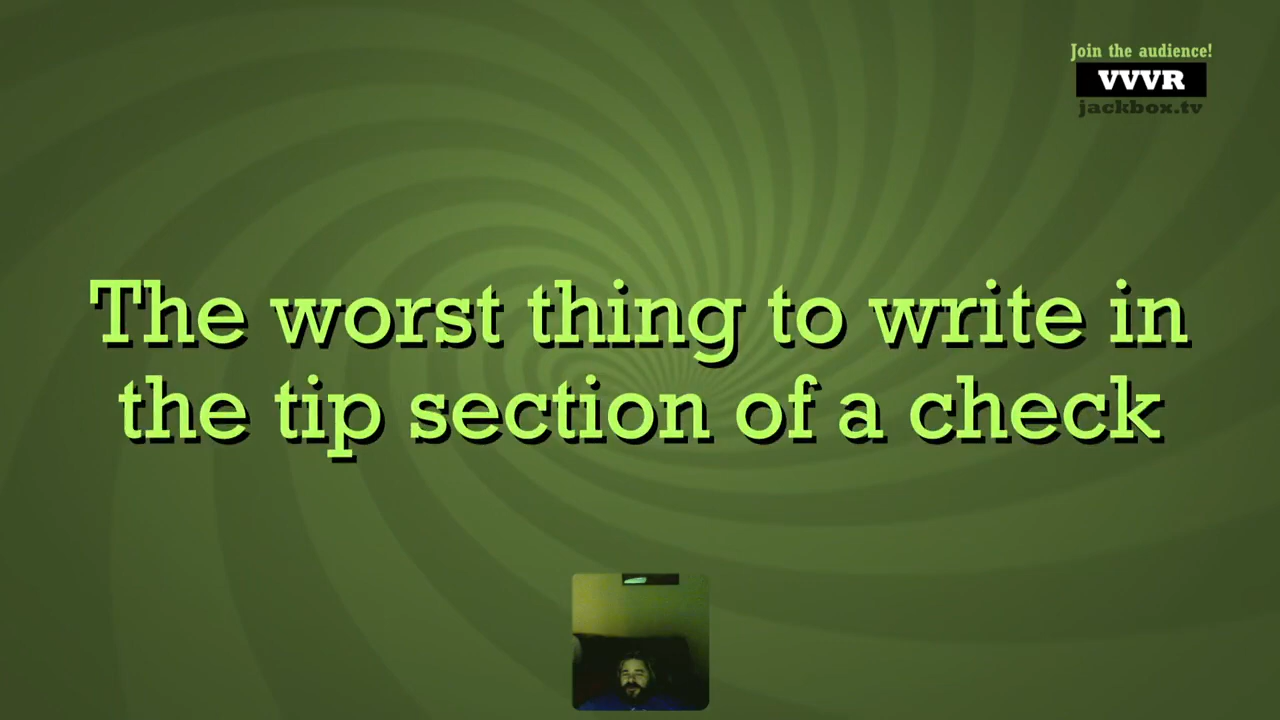 Join the audience!
VVVR
jackbox.tv
The worst thing to write in
the tip section of a check